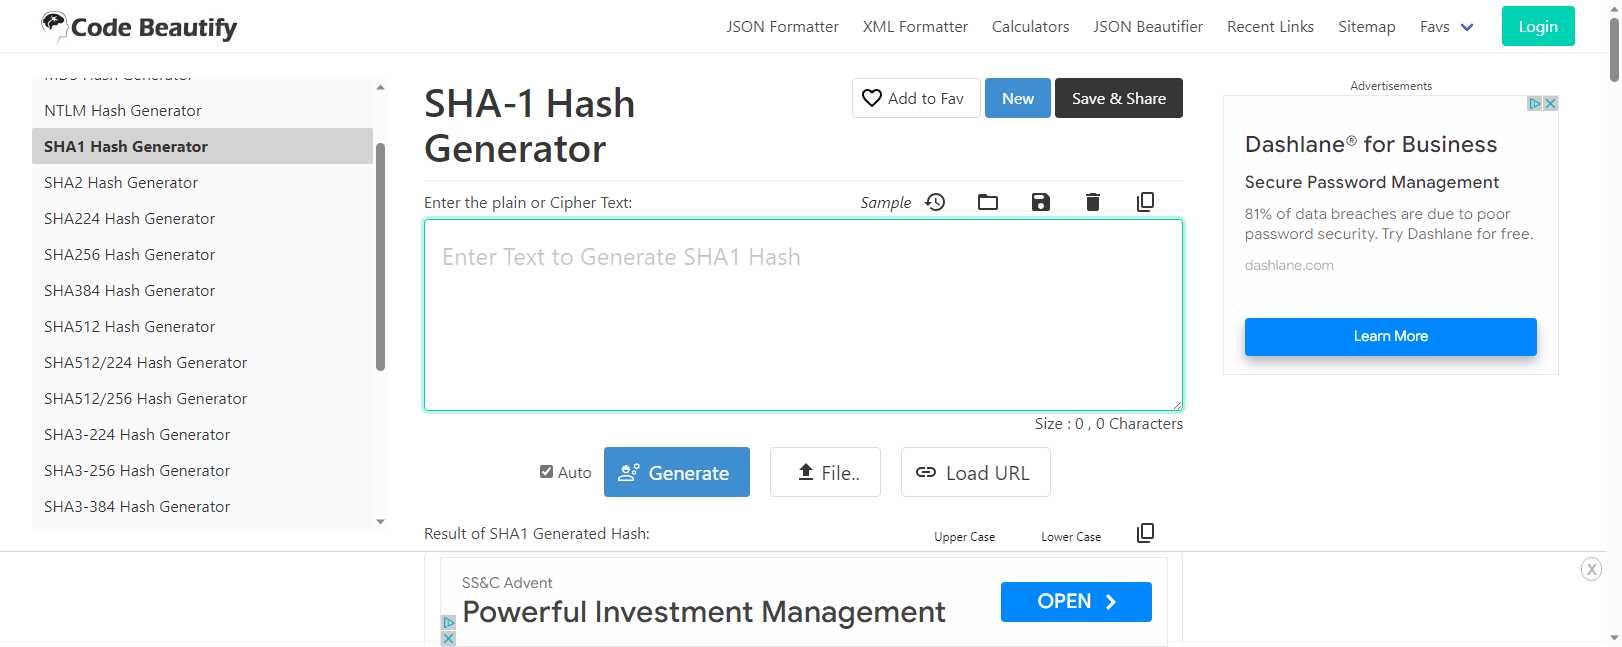 Code Beautify
JSON Formatter
XML Formatter
Calculators
JSON Beautifier
Recent Links
Sitemap
Favs
Login
MD5 Hash Generator
NTLM Hash Generator
SHA1 Hash Generator
SHA2 Hash Generator
SHA224 Hash Generator
SHA256 Hash Generator
SHA384 Hash Generator
SHA512 Hash Generator
SHA512/224 Hash Generator
SHA512/256 Hash Generator
SHA3-224 Hash Generator
SHA3-256 Hash Generator
SHA3-384 Hash Generator
SHA-1 Hash
Generator
Add to Fav
New
Save & Share
Enter the plain or Cipher Text:
Sample
Enter Text to Generate SHA1 Hash
Size : 0 , 0 Characters
Auto
Generate
File..
Load URL
Result of SHA1 Generated Hash:
Upper Case
Lower Case
Advertisements
Dashlane® for Business
Secure Password Management
81% of data breaches are due to poor
password security. Try Dashlane for free.
dashlane.com
Learn More
SS&C Advent
Powerful Investment Management
OPEN
X